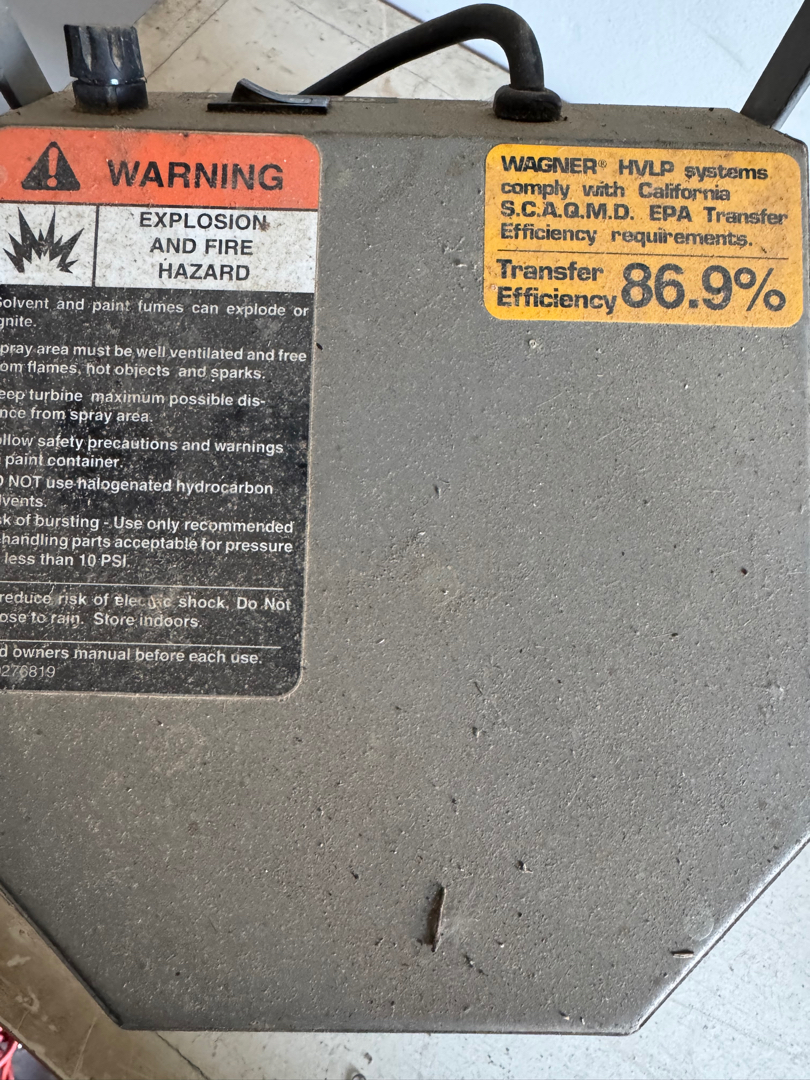 WARNING
EXPLOSION
AND FIRE
HAZARD
Solvent and paint fumes can explode or
gnite.
pray area must be well ventilated and free
om flames, hot objects and sparks.
eep turbine maximum possible dis-
nce from spray area.
llow safety precautions and warnings
paint container.
O NOT use halogenated hydrocarbon
lvents.
sk of bursting - Use only recommended
handling parts acceptable for pressure
less than 10 PSI.
reduce risk of electric shock, Do Not
ose to rain. Store indoors.
d owners manual before each use.
0276819
WAGNER® HVLP systems
comply with California
S.C.A.Q.M.D. EPA Transfer
Efficiency requirements.
Transfer
Efficiency 86.9%